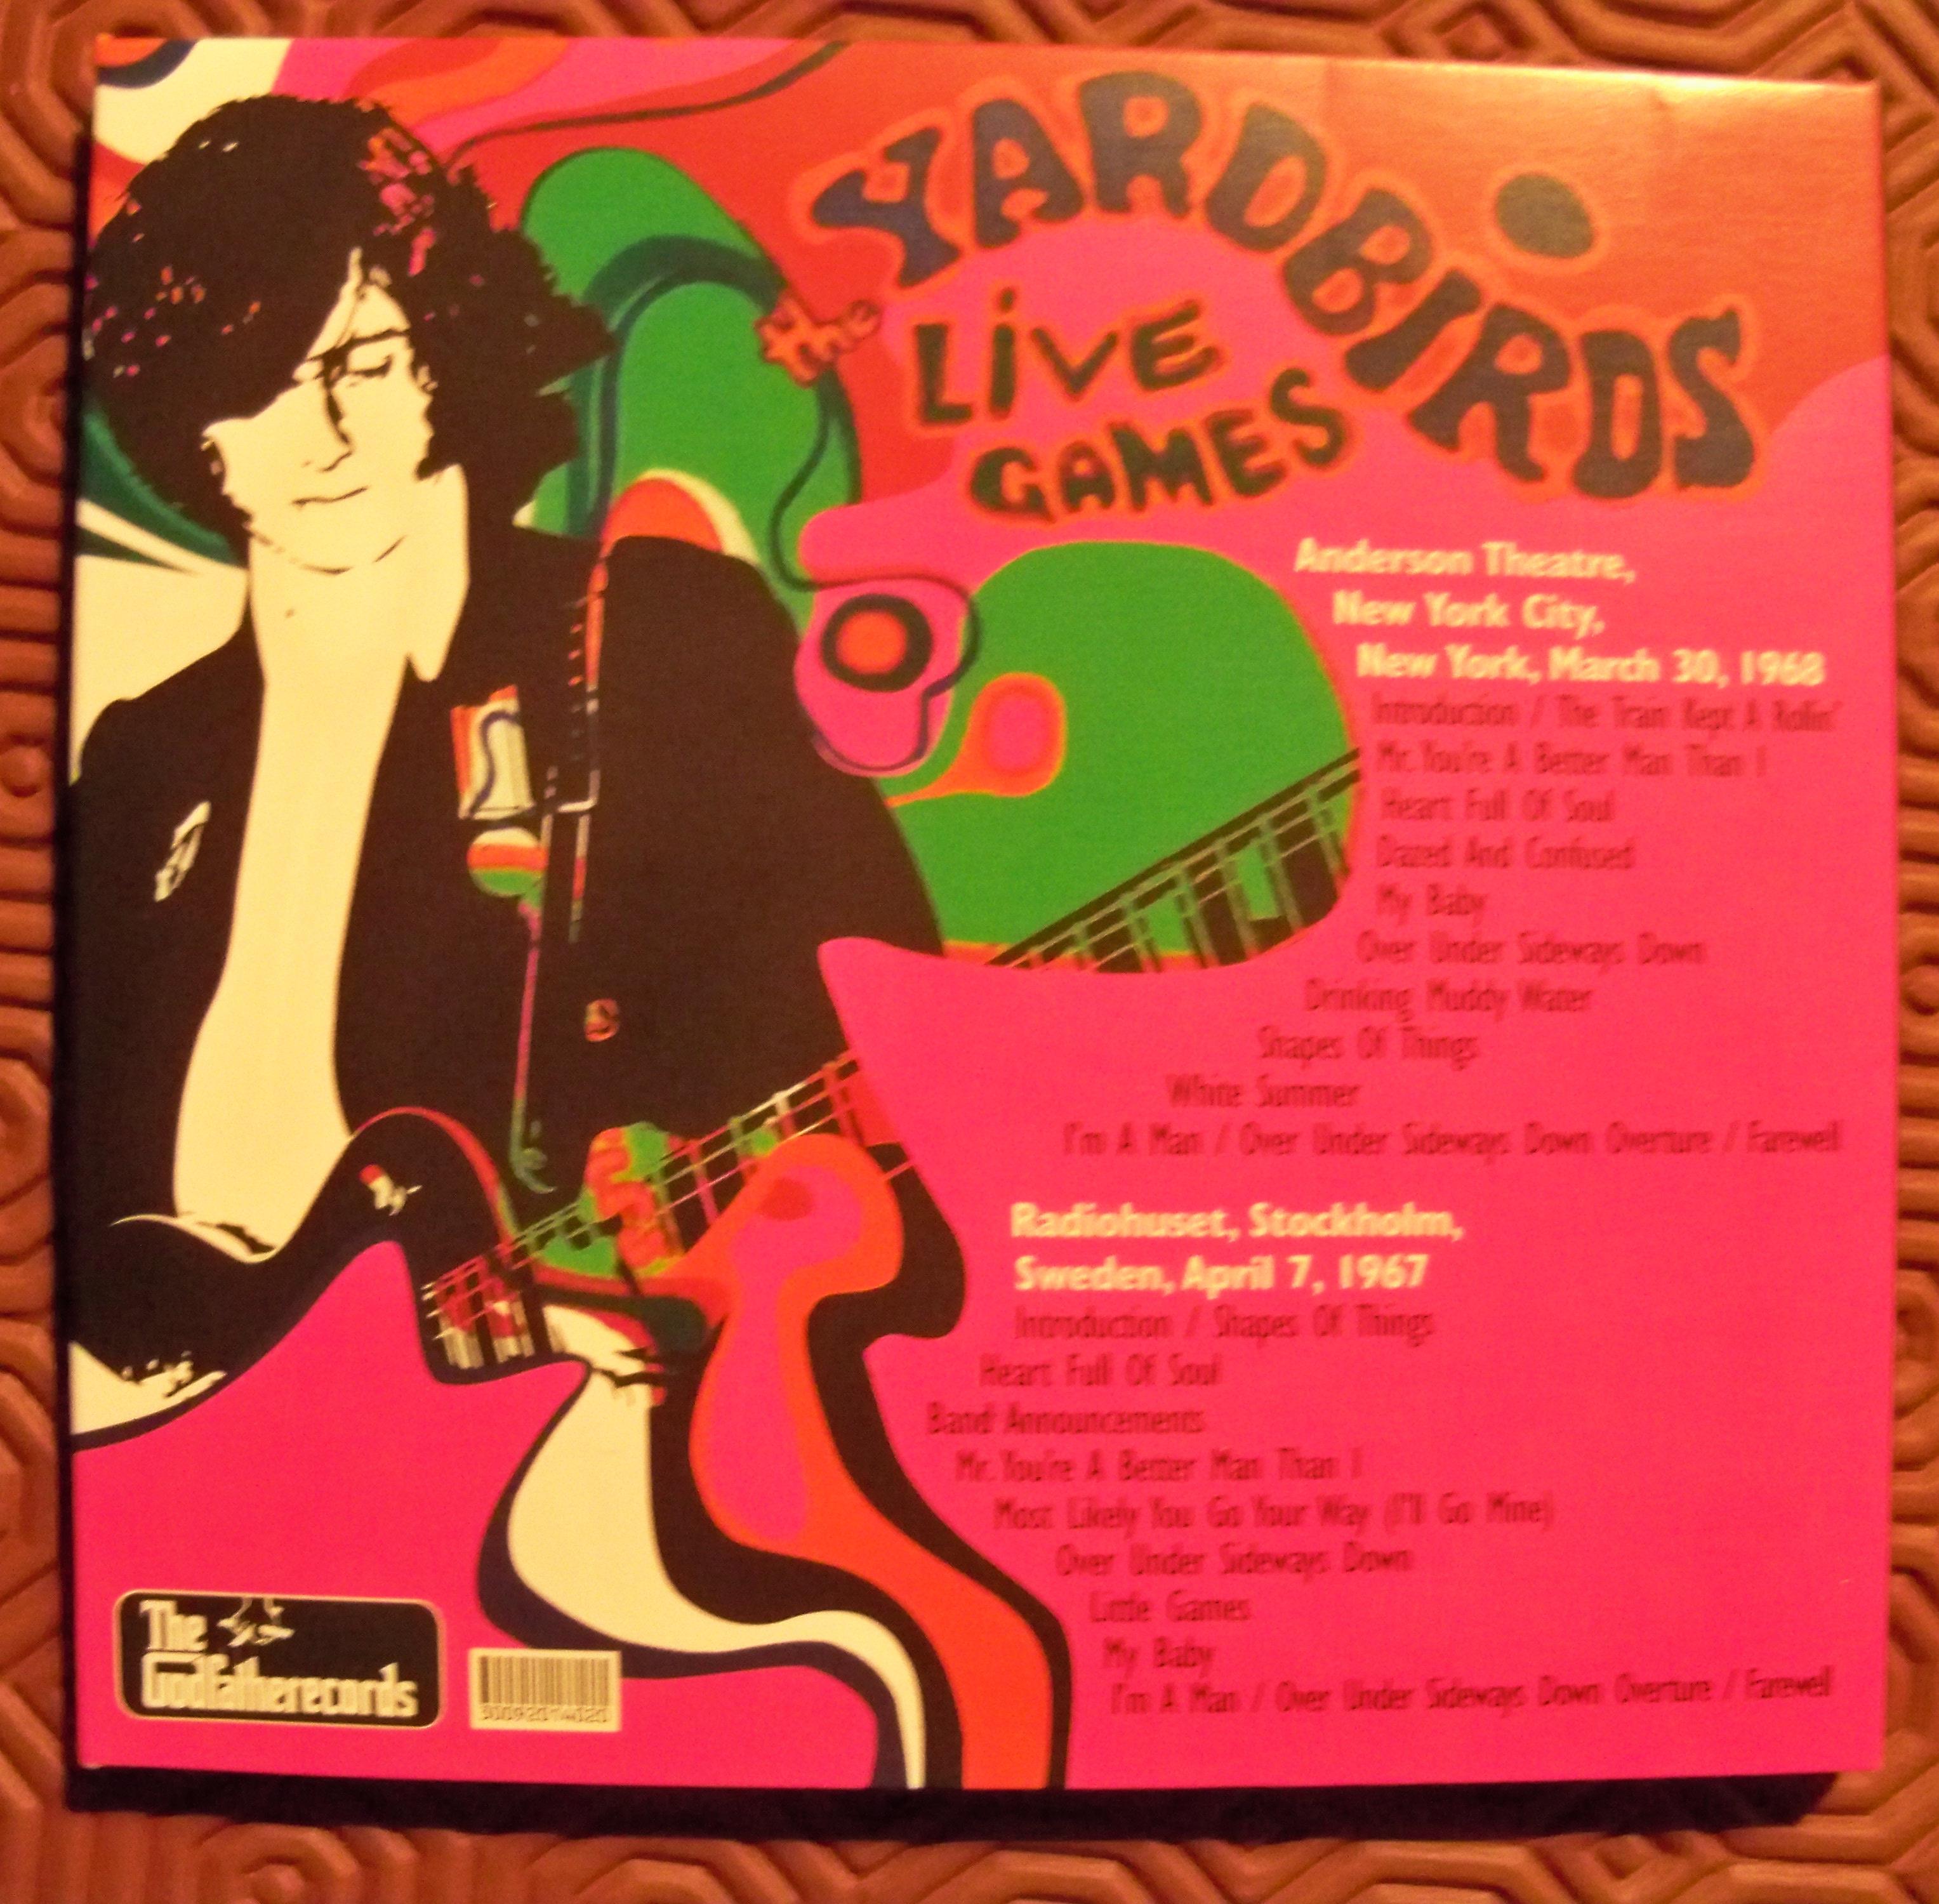 the YARDBiRDS
LiVE
GAMES
Anderson Theatre,
New York City,
New York, March 30, 1968
Introduction / The Train Kept A Rollin'
Mr. You're A Better Man Than I
Heart Full Of Soul
Dazed And Confused
My Baby
Over Under Sideways Down
Drinking Muddy Water
Shapes Of Things
White Summer
I'm A Man / Over Under Sideways Down Overture / Farewell
Radiohuset, Stockholm,
Sweden, April 7, 1967
Introduction / Shapes Of Things
Heart Full Of Soul
Band Announcements
Mr. You're A Better Man Than I
Most Likely You Go Your Way (I'll Go Mine)
Over Under Sideways Down
Little Games
My Baby
I'm A Man / Over Under Sideways Down Overture / Farewell
The
Godfatherecords